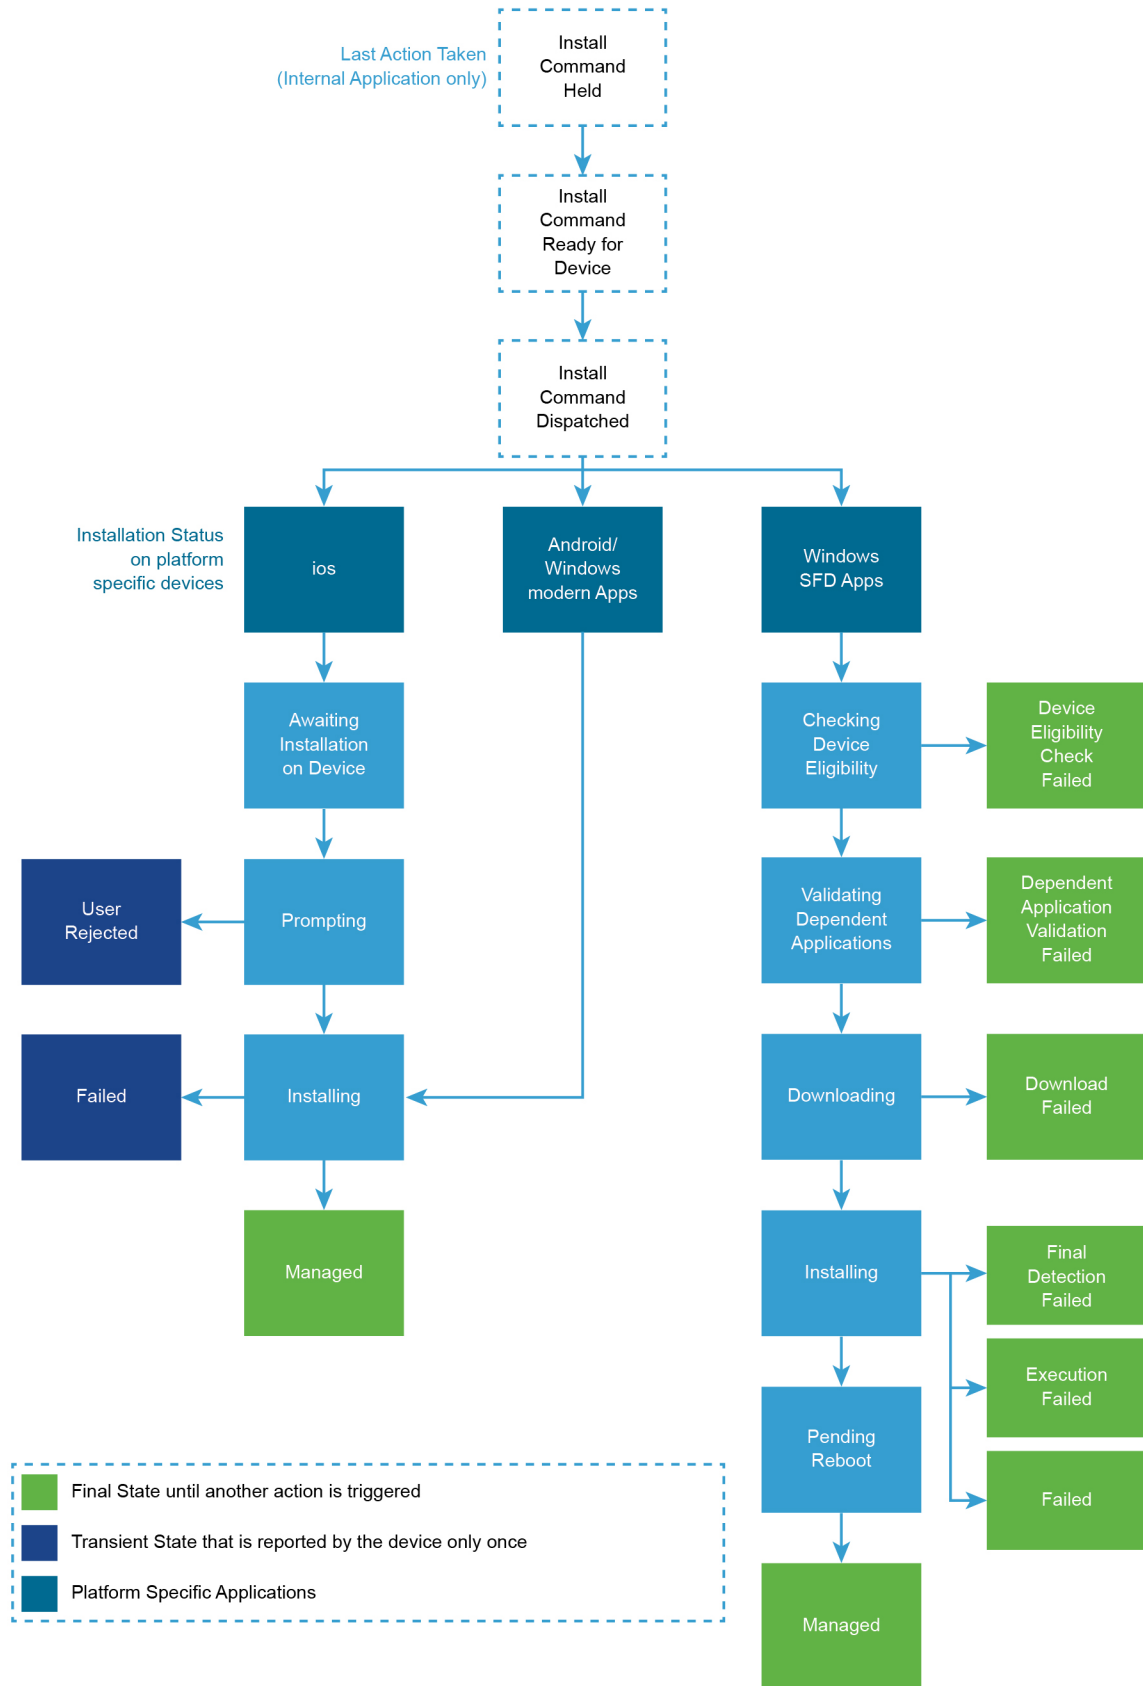 Last Action Taken
(Internal Application only)
Install
Command
Held
Install
Command
Ready for
Device
Install
Command
Dispatched
Installation Status
on platform
specific devices
ios
Android/
Windows
modern Apps
Windows
SFD Apps
Awaiting
Installation
on Device
Checking
Device
Eligibility
Device
Eligibility
Check
Failed
User
Rejected
Prompting
Validating
Dependent
Applications
Dependent
Application
Validation
Failed
Failed
Installing
Downloading
Download
Failed
Managed
Installing
Final
Detection
Failed
Execution
Failed
Pending
Reboot
Failed
Managed
Final State until another action is triggered
Transient State that is reported by the device only once
Platform Specific Applications